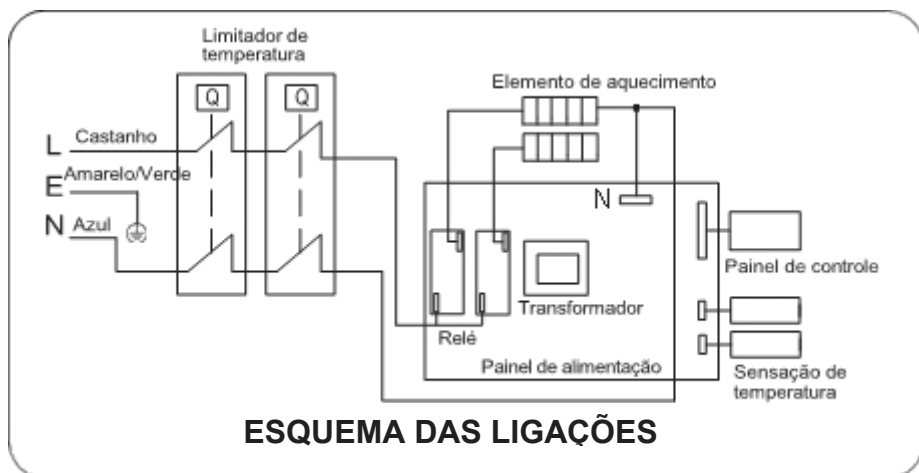 Limitador de
temperatura
Q
Q
Elemento de aquecimento
L
Castanho
E
Amarelo/Verde
N
Azul
N
Painel de controle
Transformador
Relé
Painel de alimentação
Sensação de
temperatura
ESQUEMA DAS LIGAÇÕES